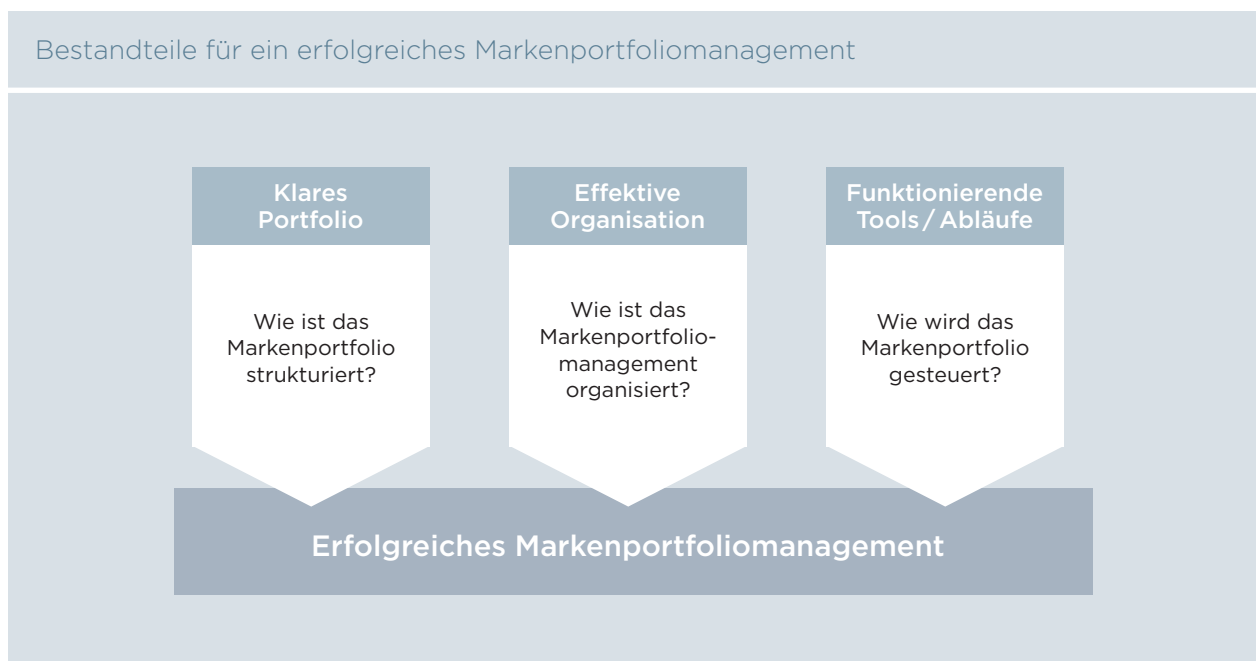 Bestandteile für ein erfolgreiches Markenportfoliomanagement
Klares
Portfolio
Wie ist das
Markenportfolio
strukturiert?
Effektive
Organisation
Wie ist das
Markenportfolio-
management
organisiert?
Funktionierende
Tools / Abläufe
Wie wird das
Markenportfolio
gesteuert?
Erfolgreiches Markenportfoliomanagement